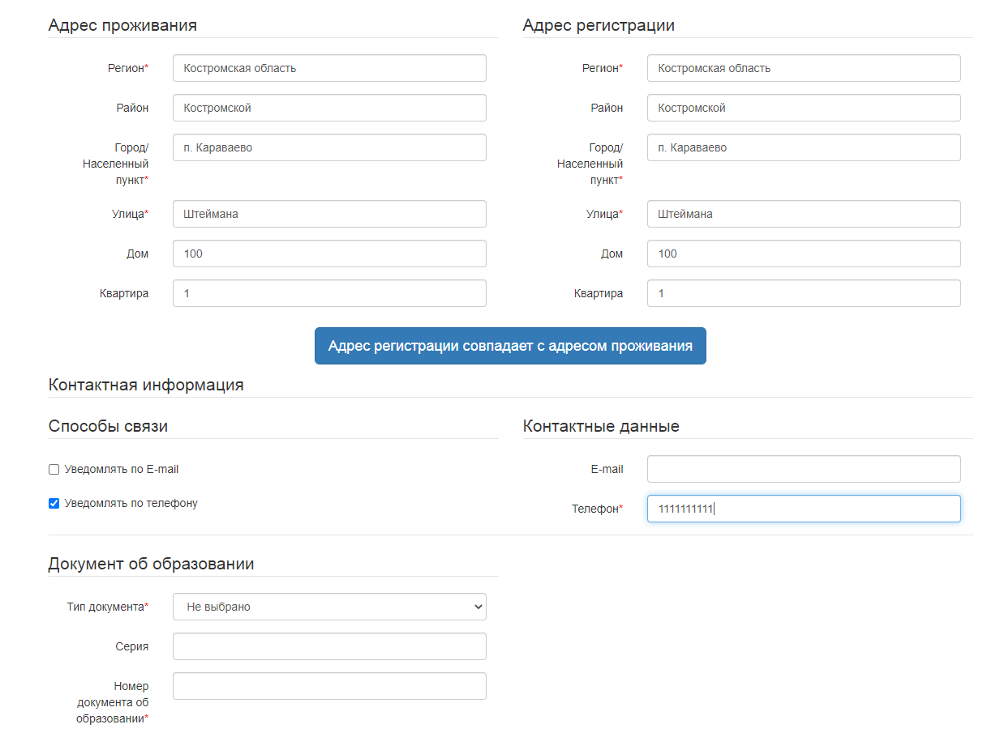 Адрес проживания
Адрес регистрации
Регион* Костромская область
Регион* Костромская область
Район Костромской
Район Костромской
Город/
Населенный
пункт*
п. Караваево
Город/
Населенный
пункт*
п. Караваево
Улица* Штеймана
Улица* Штеймана
Дом 100
Дом 100
Квартира 1
Квартира 1
Адрес регистрации совпадает с адресом проживания
Контактная информация
Способы связи
Контактные данные
Уведомлять по E-mail
E-mail
Уведомлять по телефону
Телефон* 1111111111
Документ об образовании
Тип документа* Не выбрано
Серия
Номер
документа об
образовании*